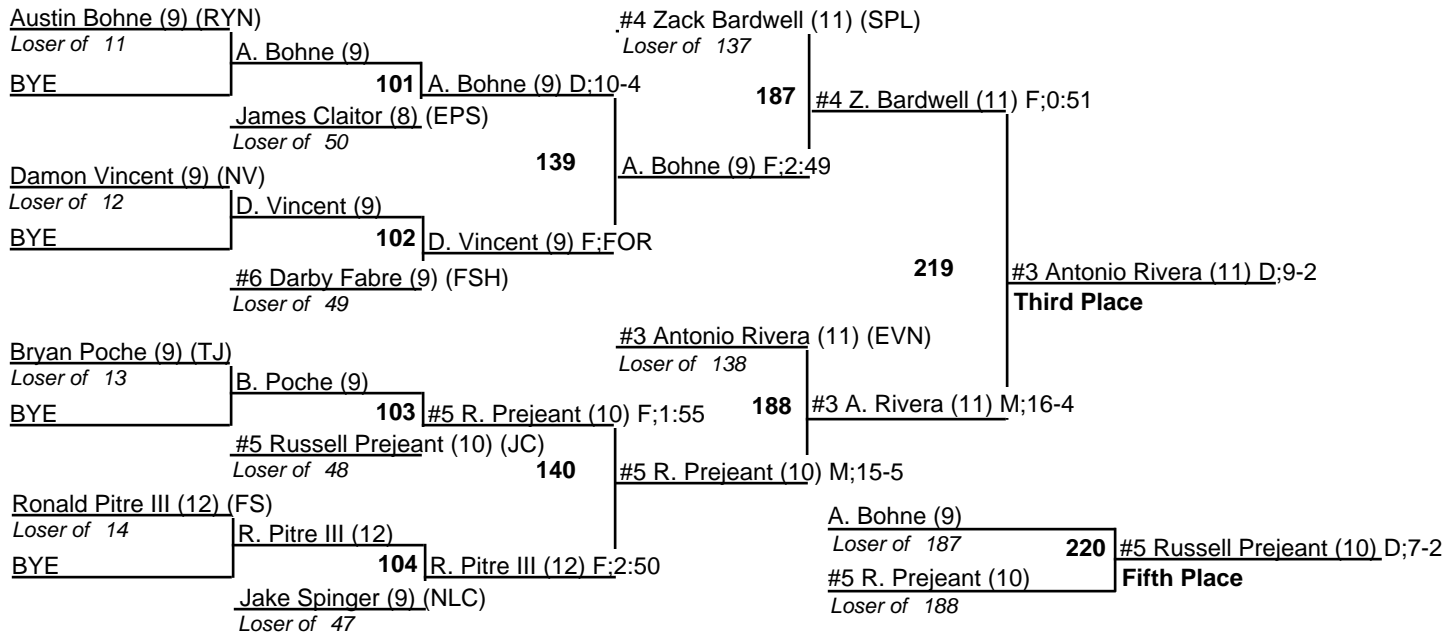 Austin Bohne (9) (RYN)
Loser of 11
A. Bohne (9)
BYE
101
A. Bohne (9) D;10-4
James Claitor (8) (EPS)
Loser of 50
139
A. Bohne (9) F;2:49
Damon Vincent (9) (NV)
Loser of 12
D. Vincent (9)
BYE
102
D. Vincent (9) F;FOR
#6 Darby Fabre (9) (FSH)
Loser of 49
#4 Zack Bardwell (11) (SPL)
Loser of 137
187
#4 Z. Bardwell (11) F;0:51
219
#3 Antonio Rivera (11) D;9-2
Third Place
Bryan Poche (9) (TJ)
Loser of 13
B. Poche (9)
BYE
103
#5 R. Prejeant (10) F;1:55
#5 Russell Prejeant (10) (JC)
Loser of 48
140
#5 R. Prejeant (10) M;15-5
Ronald Pitre III (12) (FS)
Loser of 14
R. Pitre III (12)
BYE
104
R. Pitre III (12) F;2:50
Jake Spinger (9) (NLC)
Loser of 47
#3 Antonio Rivera (11) (EVN)
Loser of 138
188
#3 A. Rivera (11) M;16-4
A. Bohne (9)
Loser of 187
220
#5 Russell Prejeant (10) D;7-2
#5 R. Prejeant (10)
Fifth Place
Loser of 188